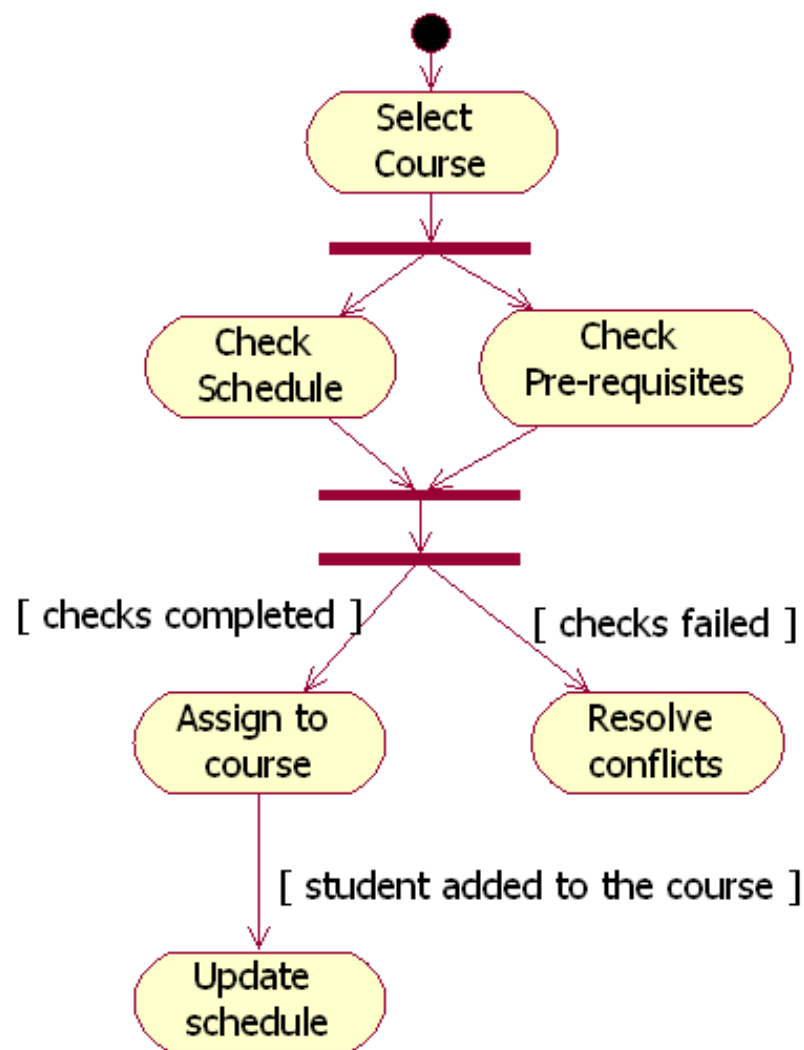 Select
Course
Check
Schedule
Check
Pre-requisites
[ checks completed ]
[ checks failed ]
Assign to
course
Resolve
conflicts
[ student added to the course ]
Update
schedule